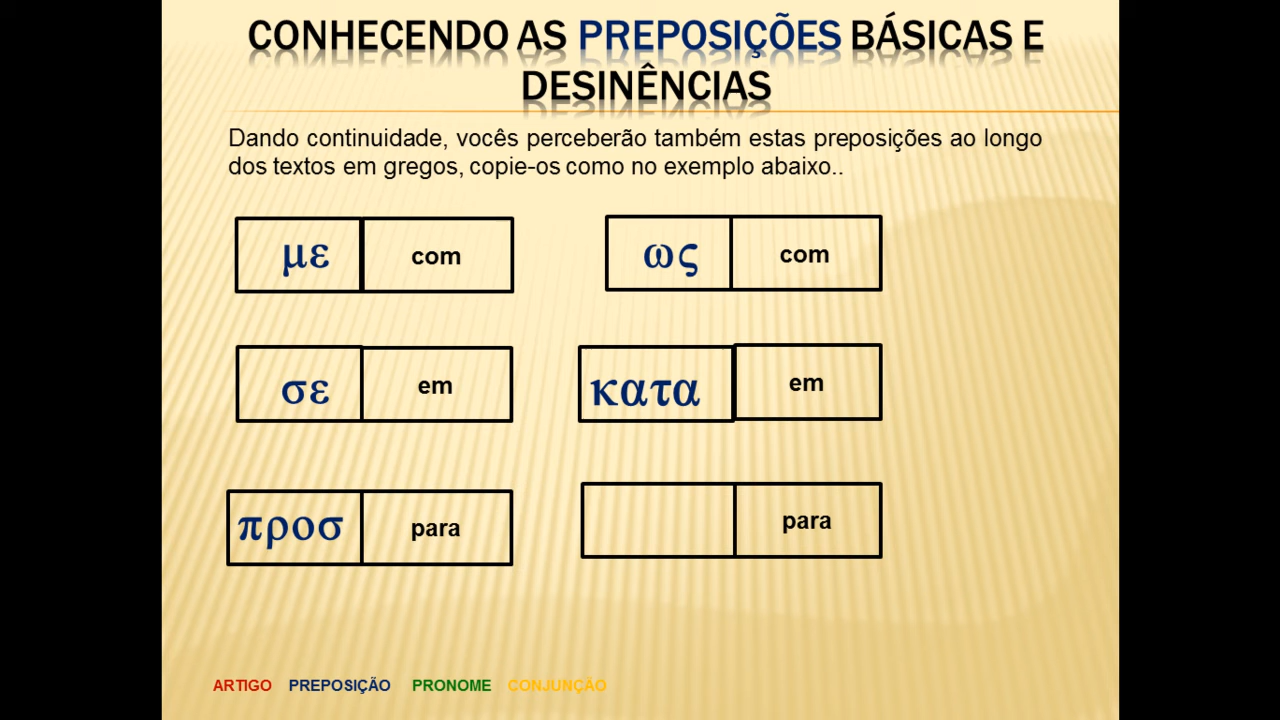 CONHECENDO AS PREPOSIÇÕES BÁSICAS E
DESINÊNCIAS
Dando continuidade, vocês perceberão também estas preposições ao longo
dos textos em gregos, copie-os como no exemplo abaixo..
με com ως com
σε em κατα em
προσ para para
ARTIGO PREPOSIÇÃO PRONOME CONJUNÇÃO